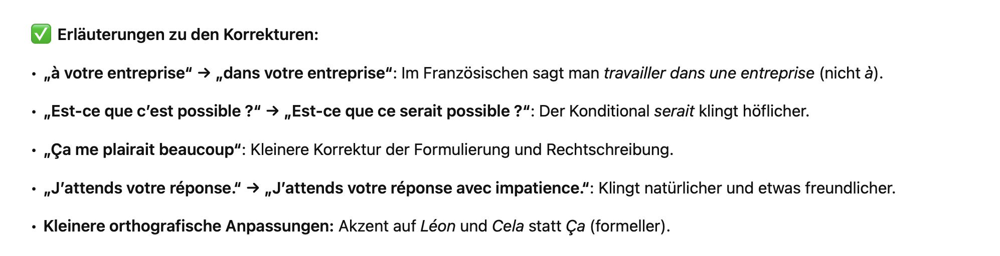 ✅ Erläuterungen zu den Korrekturen:
• „à votre entreprise“ → „dans votre entreprise“: Im Französischen sagt man travailler dans une entreprise (nicht à).
• „Est-ce que c’est possible ?“ → „Est-ce que ce serait possible ?“: Der Konditional serait klingt höflicher.
• „Ça me plairait beaucoup“: Kleinere Korrektur der Formulierung und Rechtschreibung.
• „J’attends votre réponse.“ → „J’attends votre réponse avec impatience.“: Klingt natürlicher und etwas freundlicher.
• Kleinere orthografische Anpassungen: Akzent auf Léon und Cela statt Ça (formeller).